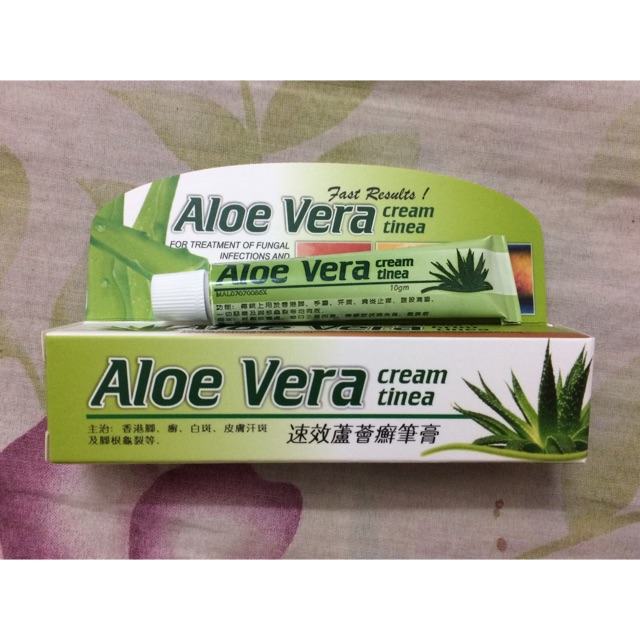 Fast Results !
Aloe Vera cream
tinea
FOR TREATMENT OF FUNGAL
INFECTIONS AND
Aloe Vera cream
tinea
10gm
Aloe Vera cream
tinea
主治: 香港腳、癬、白斑、皮膚汗斑
及腳根龜裂等.
速效蘆薈癬筆膏